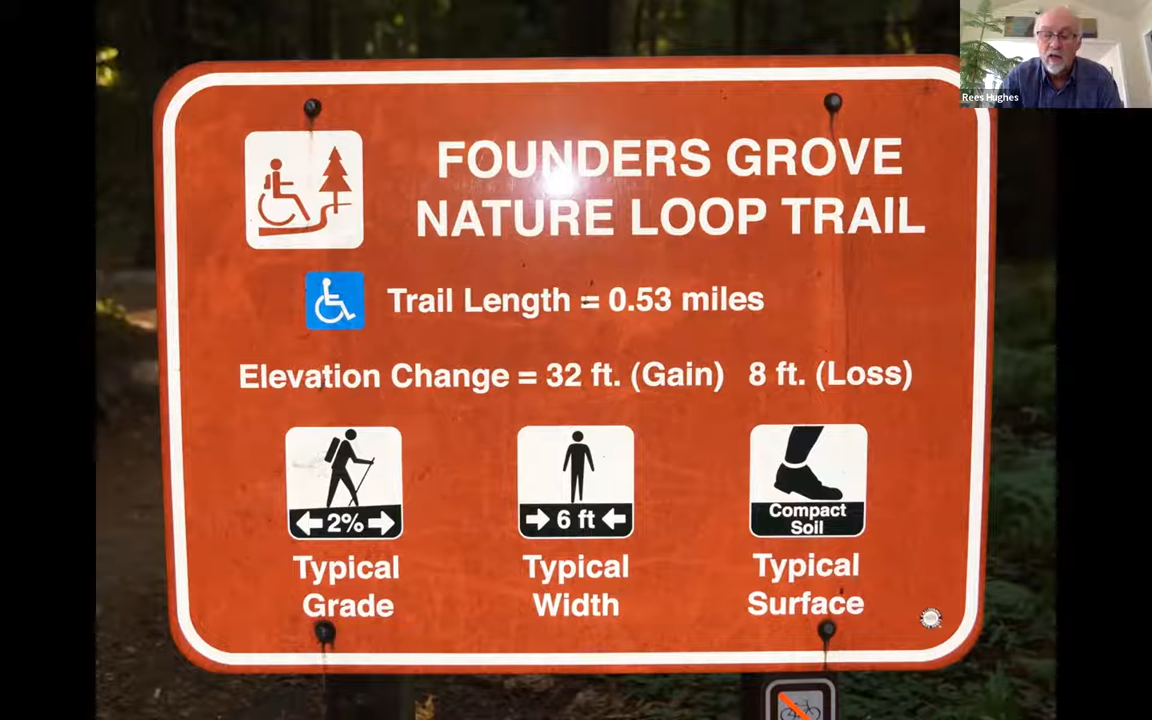 Rees Hughes
FOUNDERS GROVE
NATURE LOOP TRAIL
Trail Length = 0.53 miles
Elevation Change = 32 ft. (Gain) 8 ft. (Loss)
2%
6 ft
Compact
Soil
Typical
Grade
Typical
Width
Typical
Surface